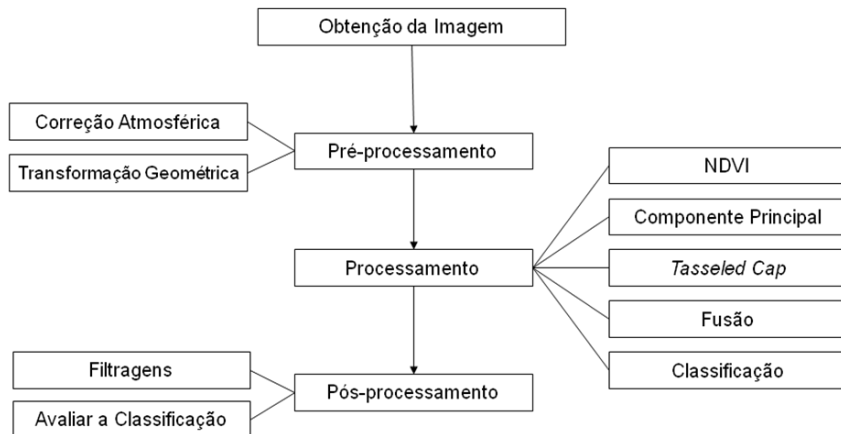 Obtenção da Imagem
Correção Atmosférica
Transformação Geométrica
Pré-processamento
NDVI
Componente Principal
Tasseled Cap
Fusão
Classificação
Processamento
Filtragens
Avaliar a Classificação
Pós-processamento